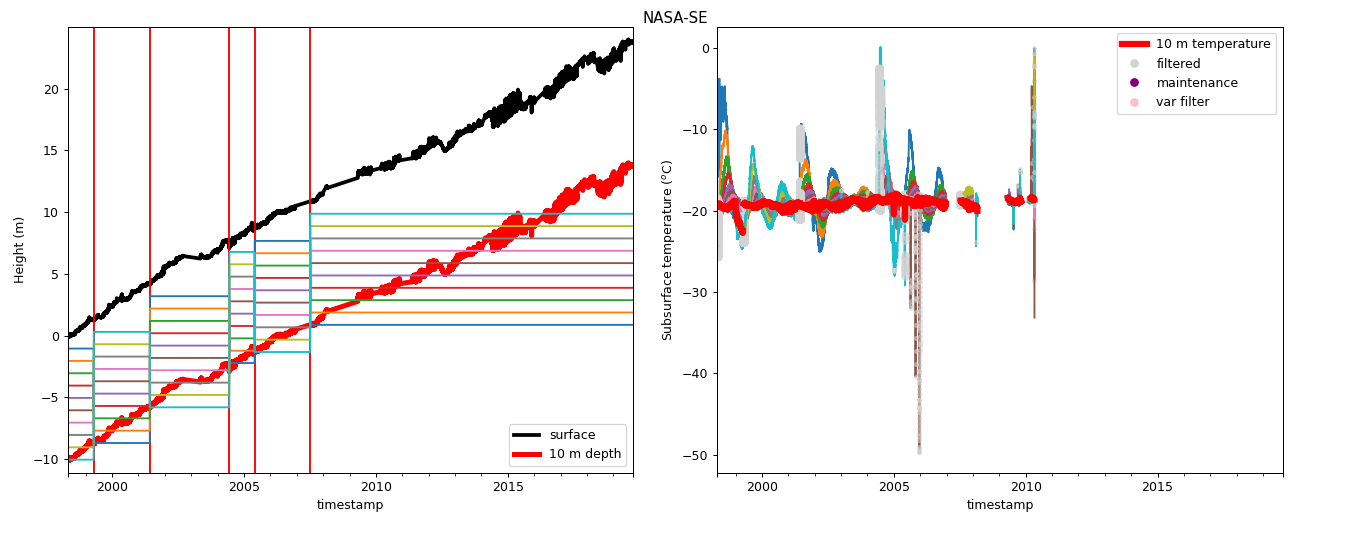 NASA-SE
Height (m)
20
15
10
5
0
−5
−10
2000
2005
2010
2015
timestamp
surface
10 m depth
Subsurface temperature (°C)
0
−10
−20
−30
−40
−50
2000
2005
2010
2015
timestamp
10 m temperature
filtered
maintenance
var filter